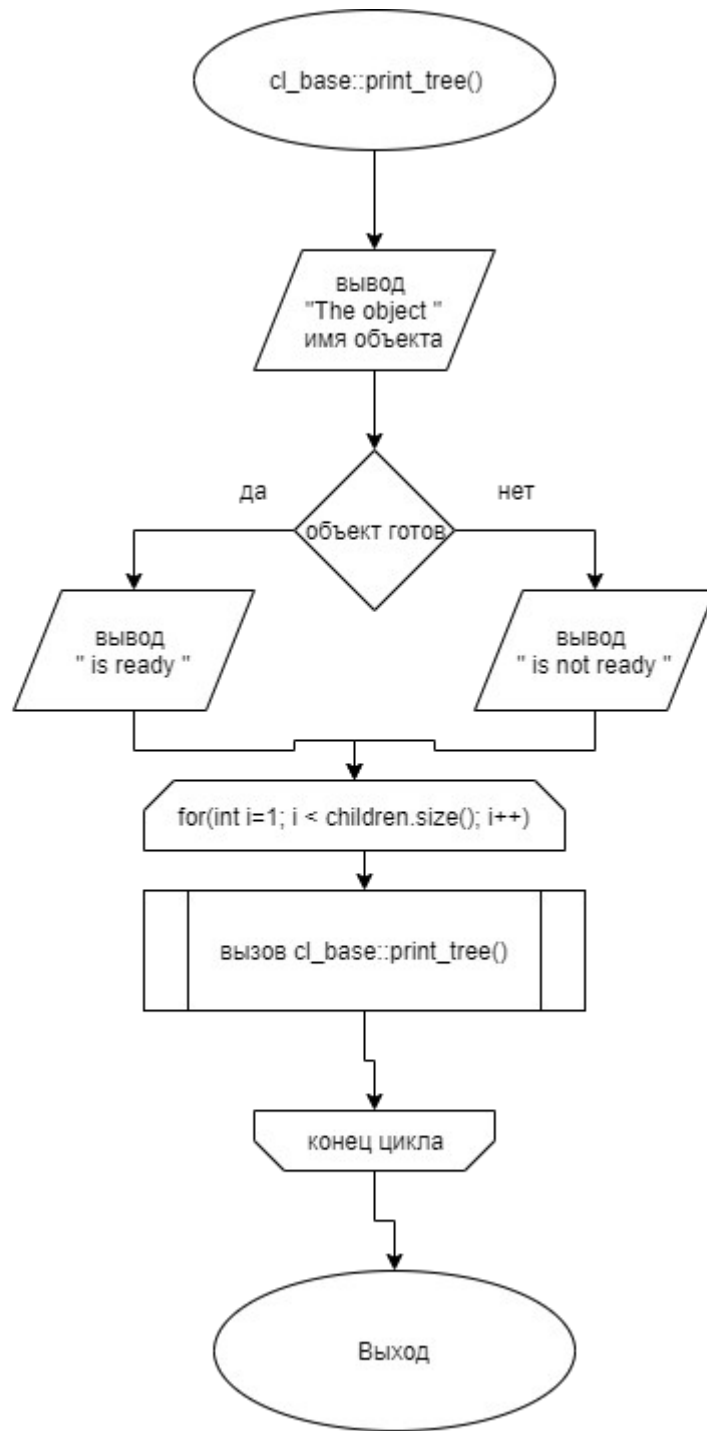 cl_base::print_tree()
вывод
"The object "
имя объекта
да
нет
объект готов
вывод
" is ready "
вывод
" is not ready "
for(int i=1; i < children.size(); i++)
вызов cl_base::print_tree()
конец цикла
Выход